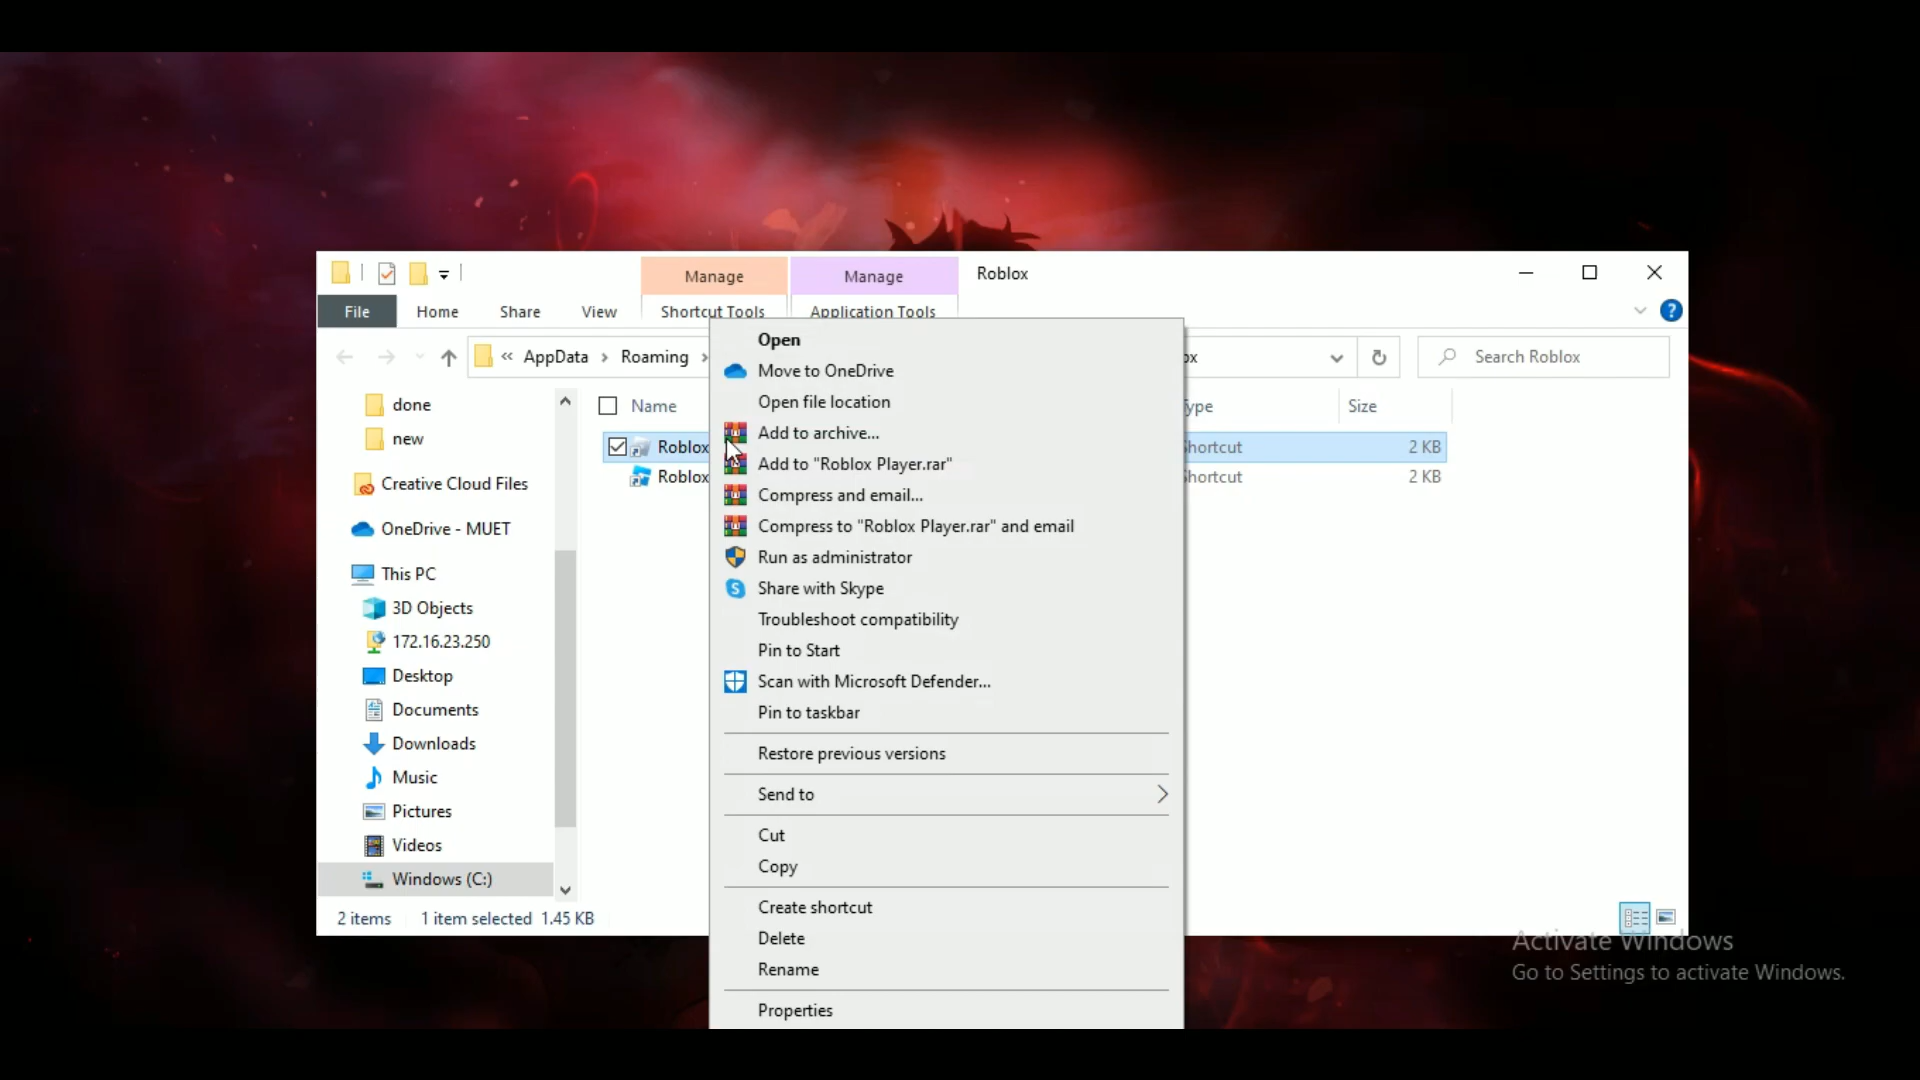 Manage
Manage
Roblox
File
Home
Share
View
Shortcut Tools
Application Tools
?
« AppData › Roaming ›
Search Roblox
done
new
Creative Cloud Files
OneDrive - MUET
This PC
3D Objects
172.16.23.250
Desktop
Documents
Downloads
Music
Pictures
Videos
Windows (C:)
Name
Size
Roblox
2 KB
Roblox
2 KB
Open
Move to OneDrive
Open file location
Add to archive...
Add to "Roblox Player.rar"
Compress and email...
Compress to "Roblox Player.rar" and email
Run as administrator
Share with Skype
Troubleshoot compatibility
Pin to Start
Scan with Microsoft Defender...
Pin to taskbar
Restore previous versions
Send to
Cut
Copy
Create shortcut
Delete
Rename
Properties
2 items
1 item selected 1.45 KB
Activate Windows
Go to Settings to activate Windows.